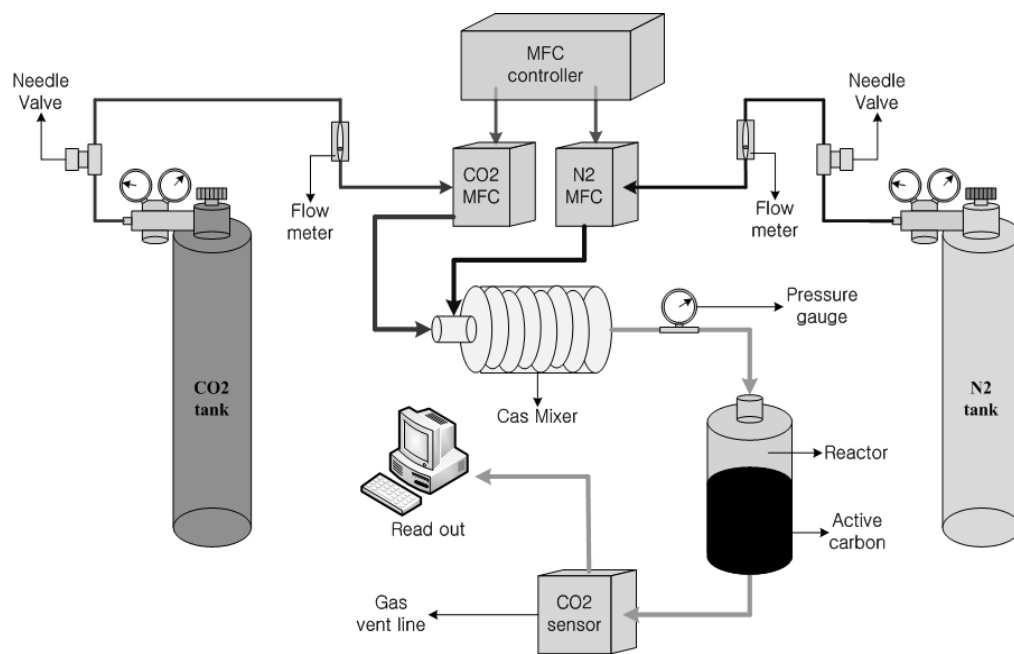 MFC
controller
Needle
Valve
Needle
Valve
CO2
MFC
N2
MFC
Flow
meter
Flow
meter
Pressure
gauge
CO2
tank
N2
tank
Cas Mixer
Reactor
Read out
Active
carbon
CO2
sensor
Gas
vent line